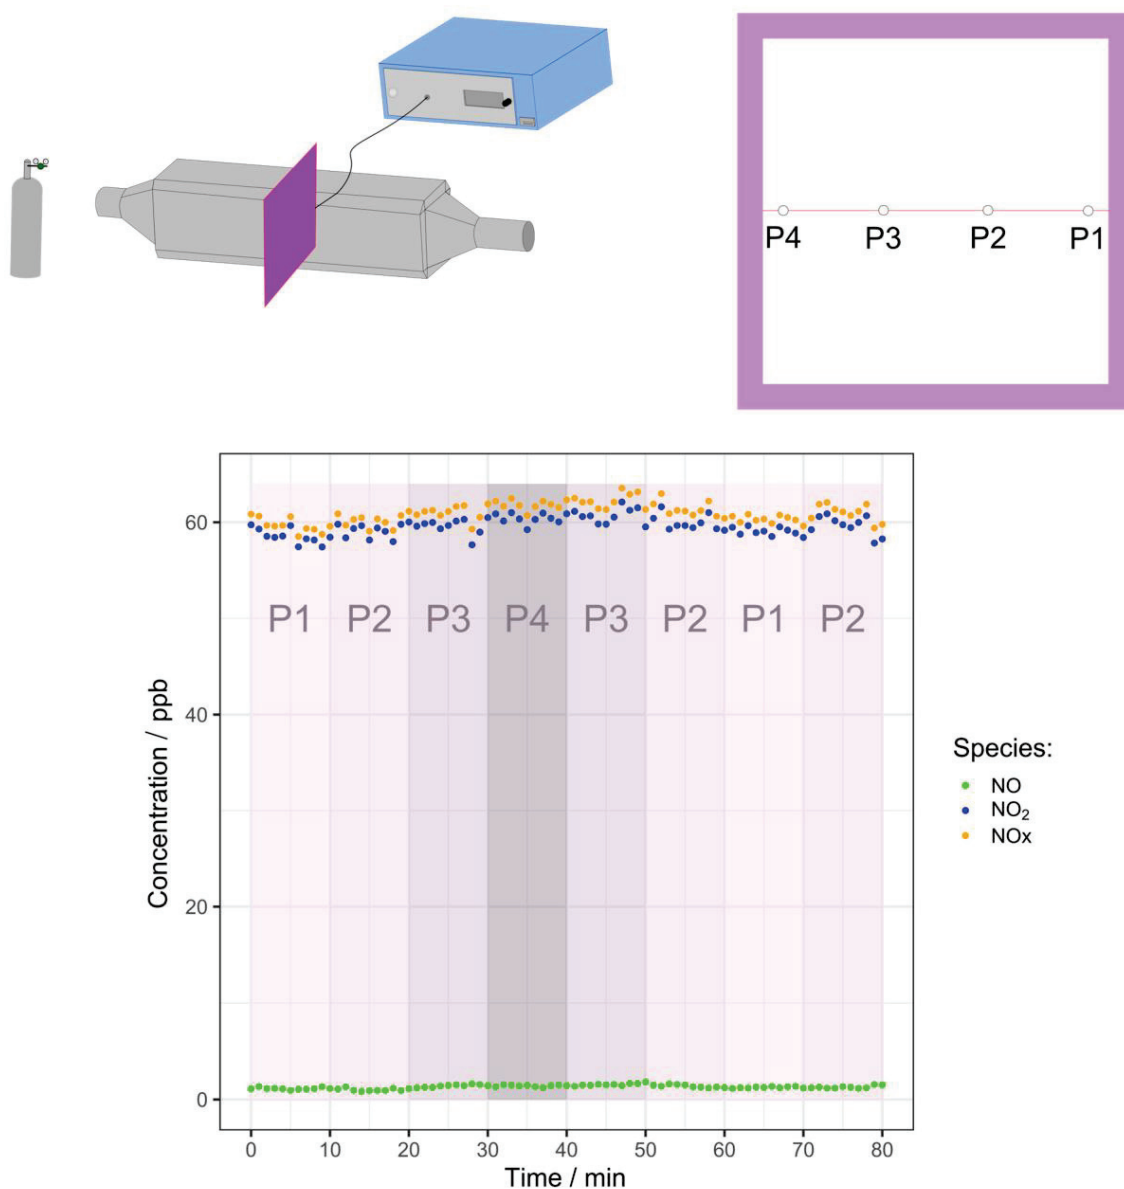 P4 P3 P2 P1
60
P1 P2 P3 P4 P3 P2 P1 P2
40
20
0
Concentration / ppb
0 10 20 30 40 50 60 70 80
Time / min
Species:
NO
NO₂
NOx